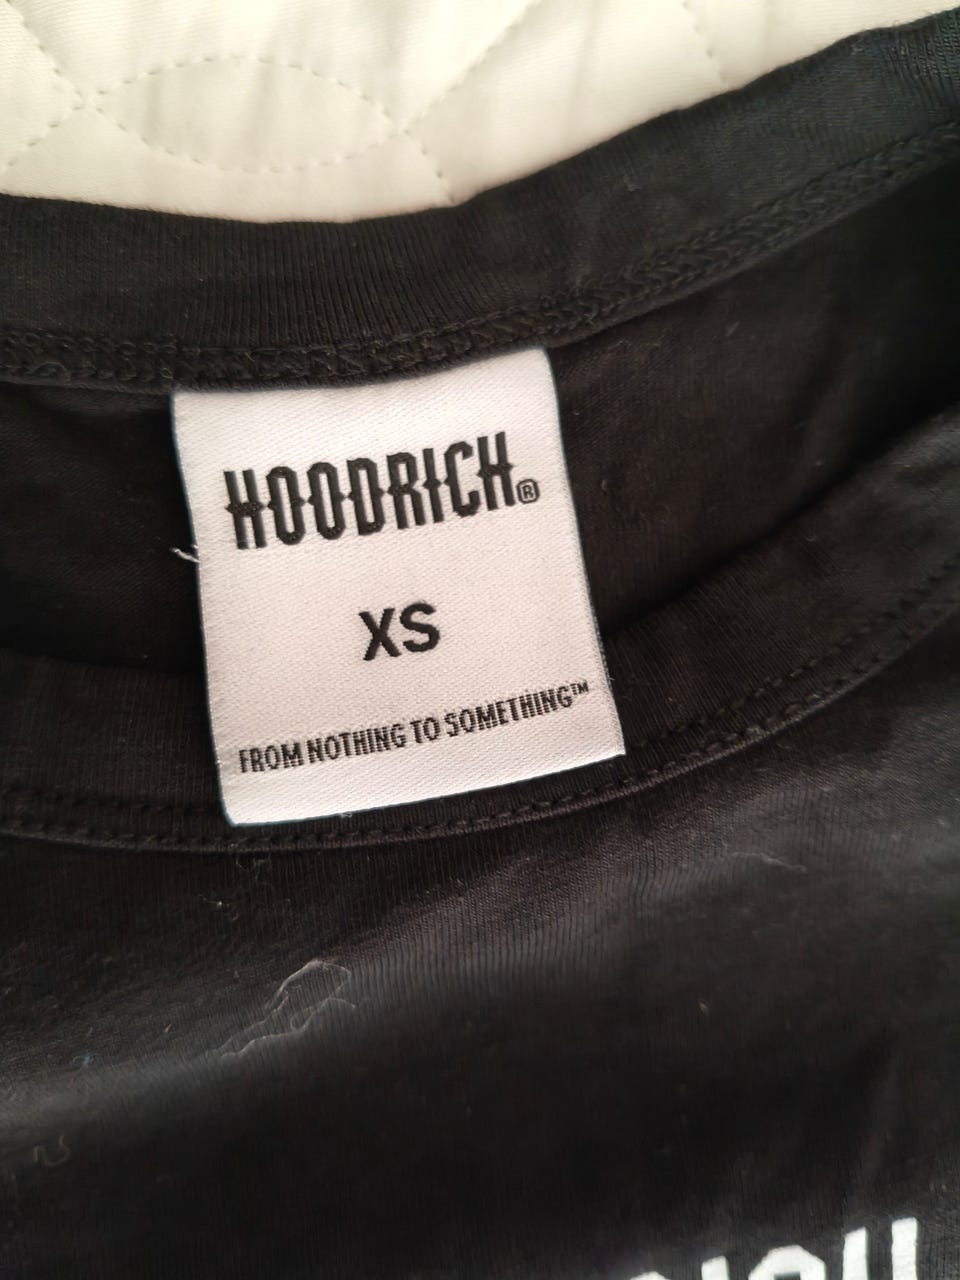 HOODRICH®
XS
FROM NOTHING TO SOMETHING™